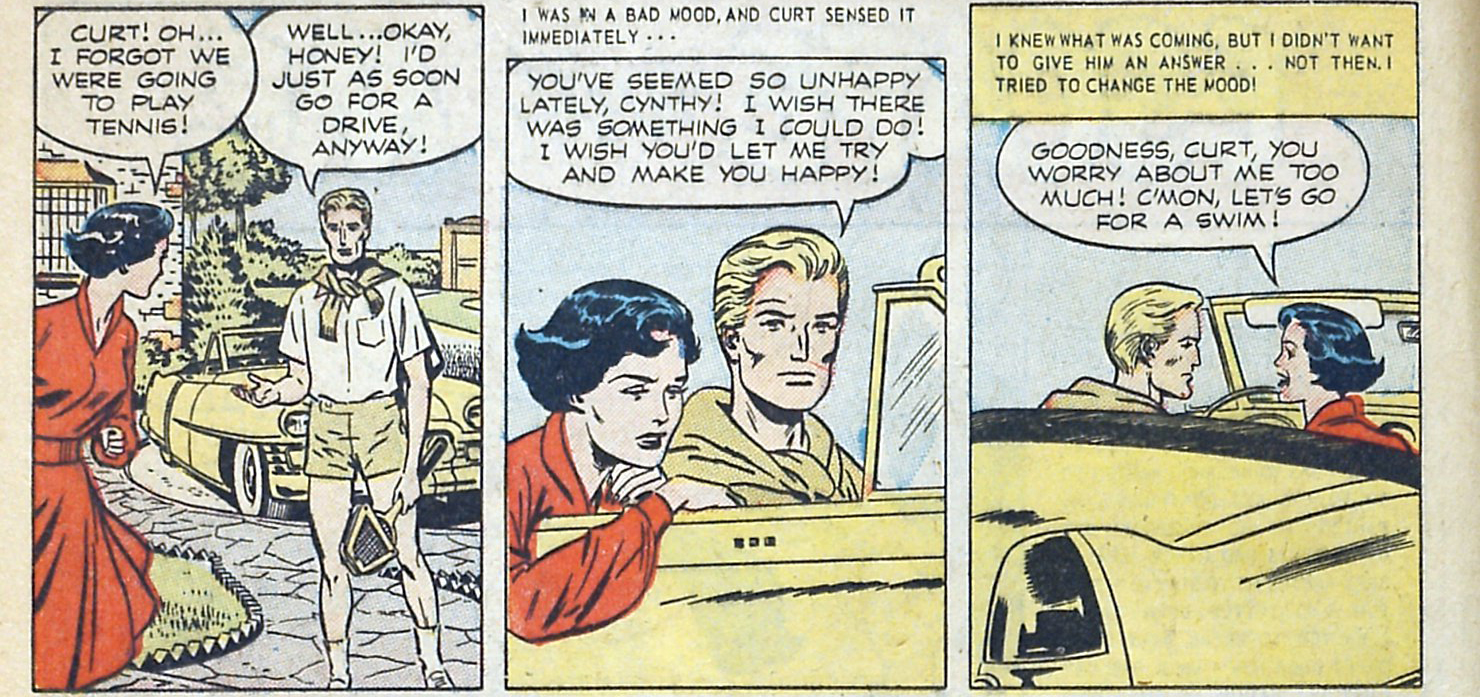 CURT! OH...
I FORGOT WE
WERE GOING
TO PLAY
TENNIS!
WELL...OKAY,
HONEY! I'D
JUST AS SOON
GO FOR A
DRIVE,
ANYWAY!
I WAS IN A BAD MOOD, AND CURT SENSED IT
IMMEDIATELY...
YOU'VE SEEMED SO UNHAPPY
LATELY, CYNTHY! I WISH THERE
WAS SOMETHING I COULD DO!
I WISH YOU'D LET ME TRY
AND MAKE YOU HAPPY!
I KNEW WHAT WAS COMING, BUT I DIDN'T WANT
TO GIVE HIM AN ANSWER . . . NOT THEN. I
TRIED TO CHANGE THE MOOD!
GOODNESS, CURT, YOU
WORRY ABOUT ME TOO
MUCH! C'MON, LET'S GO
FOR A SWIM!